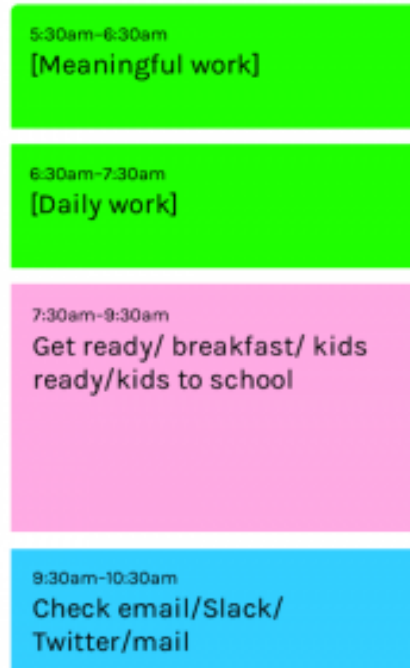 5:30am–6:30am
[Meaningful work]
6:30am–7:30am
[Daily work]
7:30am–9:30am
Get ready/ breakfast/ kids
ready/kids to school
9:30am–10:30am
Check email/Slack/
Twitter/mail